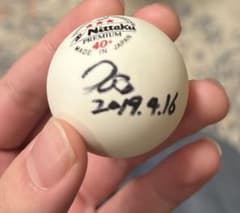 ★★★
Nittaku
PREMIUM
40+
MADE IN JAPAN
2019.4.16